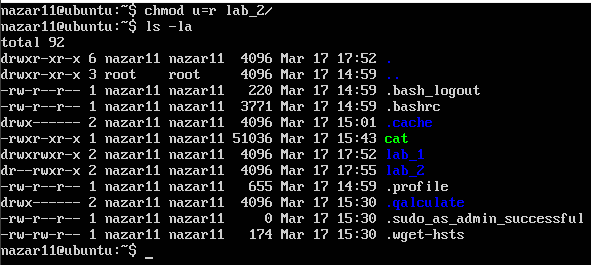 nazar11@ubuntu:~$ chmod u=r lab_2/
nazar11@ubuntu:~$ ls -la
total 92
drwxr-xr-x 6 nazar11 nazar11  4096 Mar 17 17:52 .
drwxr-xr-x 3 root    root     4096 Mar 17 14:59 ..
-rw-r--r-- 1 nazar11 nazar11   220 Mar 17 14:59 .bash_logout
-rw-r--r-- 1 nazar11 nazar11  3771 Mar 17 14:59 .bashrc
drwx------ 2 nazar11 nazar11  4096 Mar 17 15:01 .cache
-rwxr-xr-x 1 nazar11 nazar11 51036 Mar 17 15:43 cat
drwxrwxr-x 2 nazar11 nazar11  4096 Mar 17 17:52 lab_1
dr--rwxr-x 2 nazar11 nazar11  4096 Mar 17 17:55 lab_2
-rw-r--r-- 1 nazar11 nazar11   655 Mar 17 14:59 .profile
drwx------ 2 nazar11 nazar11  4096 Mar 17 15:30 .qalculate
-rw-r--r-- 1 nazar11 nazar11     0 Mar 17 15:30 .sudo_as_admin_successful
-rw-rw-r-- 1 nazar11 nazar11   174 Mar 17 15:30 .wget-hsts
nazar11@ubuntu:~$ _